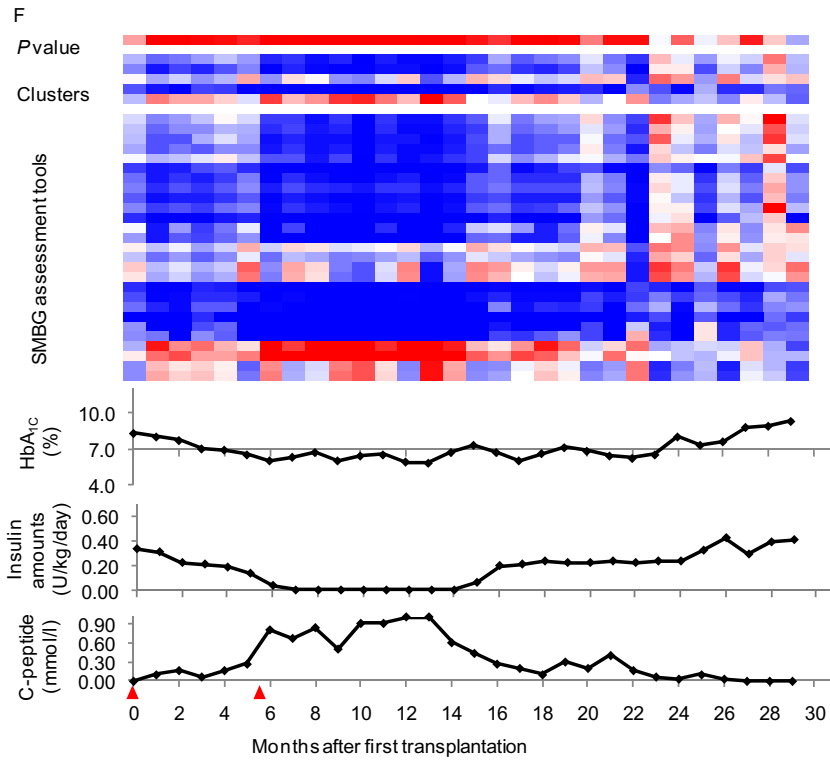 F
P value
Clusters
SMBG assessment tools
HbA1C
(%)
10.0
7.0
4.0
Insulin
amounts
(U/kg/day)
0.60
0.40
0.20
0.00
C-peptide
(mmol/l)
0.90
0.60
0.30
0.00
0 2 4 6 8 10 12 14 16 18 20 22 24 26 28 30
Months after first transplantation